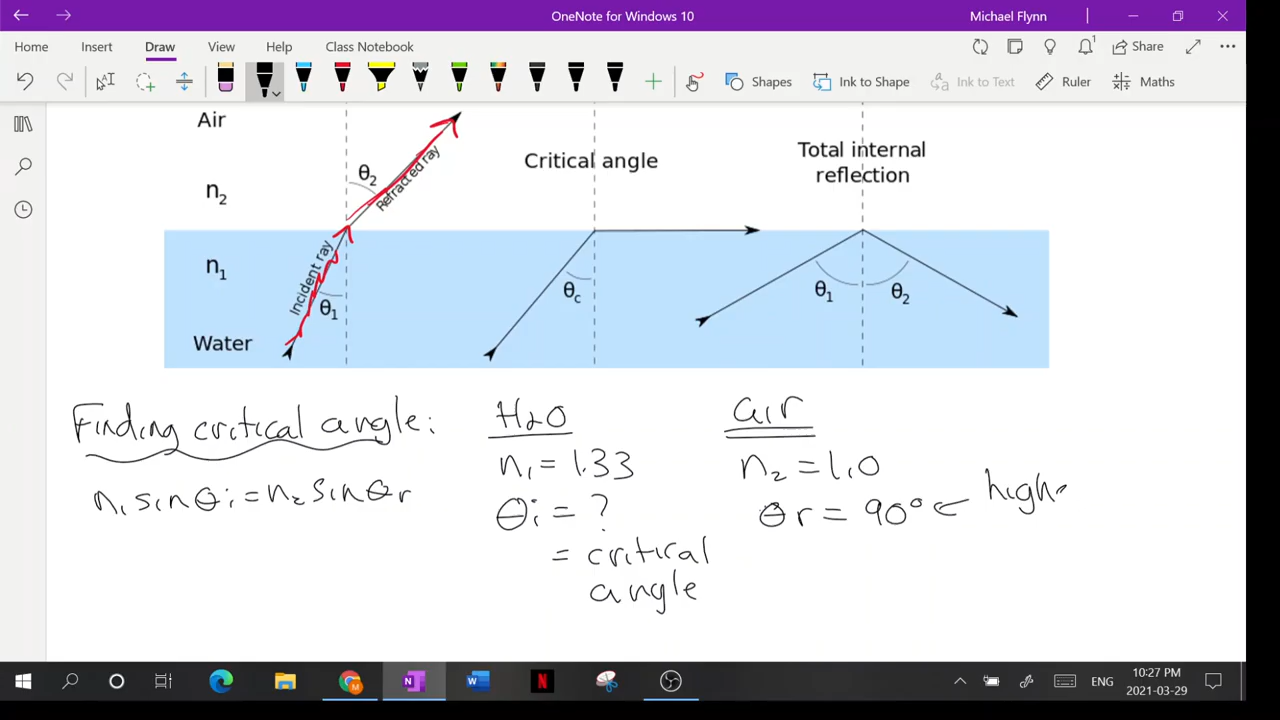 OneNote for Windows 10
Michael Flynn
Home Insert Draw View Help Class Notebook
1
Share
Shapes Ink to Shape Ink to Text Ruler Maths
Air
n₂
θ₂
Refracted ray
Critical angle
Total internal
reflection
n₁
Incident ray
θ₁
θc
θ₁
θ₂
Water
Finding critical angle:
n₁ sinθi = n₂ sinθr
H₂O
n₁ = 1.33
θi = ?
= critical
angle
air
n₂ = 1.0
θr = 90° ← high
ENG
10:27 PM
2021-03-29